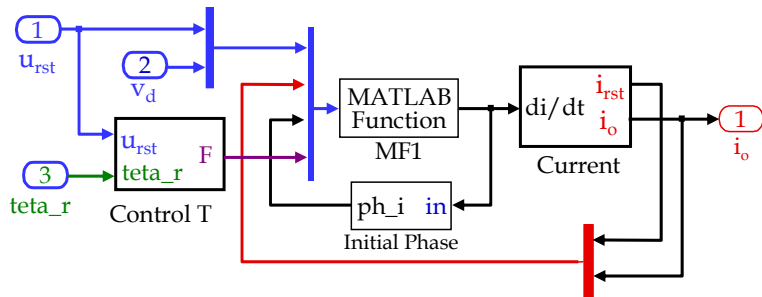 1
u_rst
2
v_d
3
teta_r
u_rst
teta_r
F
Control T
MATLAB
Function
MF1
ph_i in
Initial Phase
di/dt
i_rst
i_o
Current
1
i_o